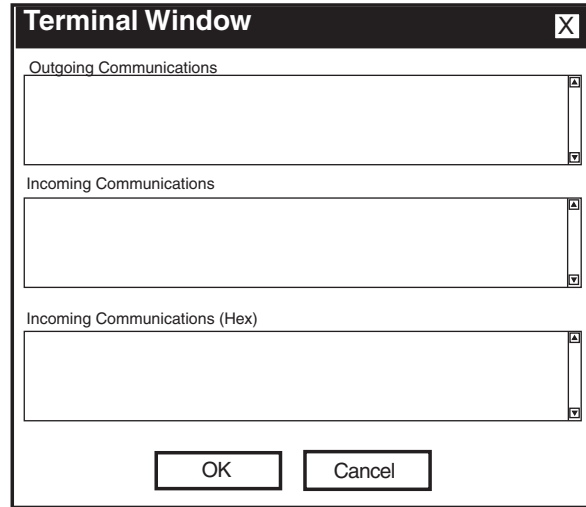 Terminal Window X
Outgoing Communications
Incoming Communications
Incoming Communications (Hex)
OK Cancel